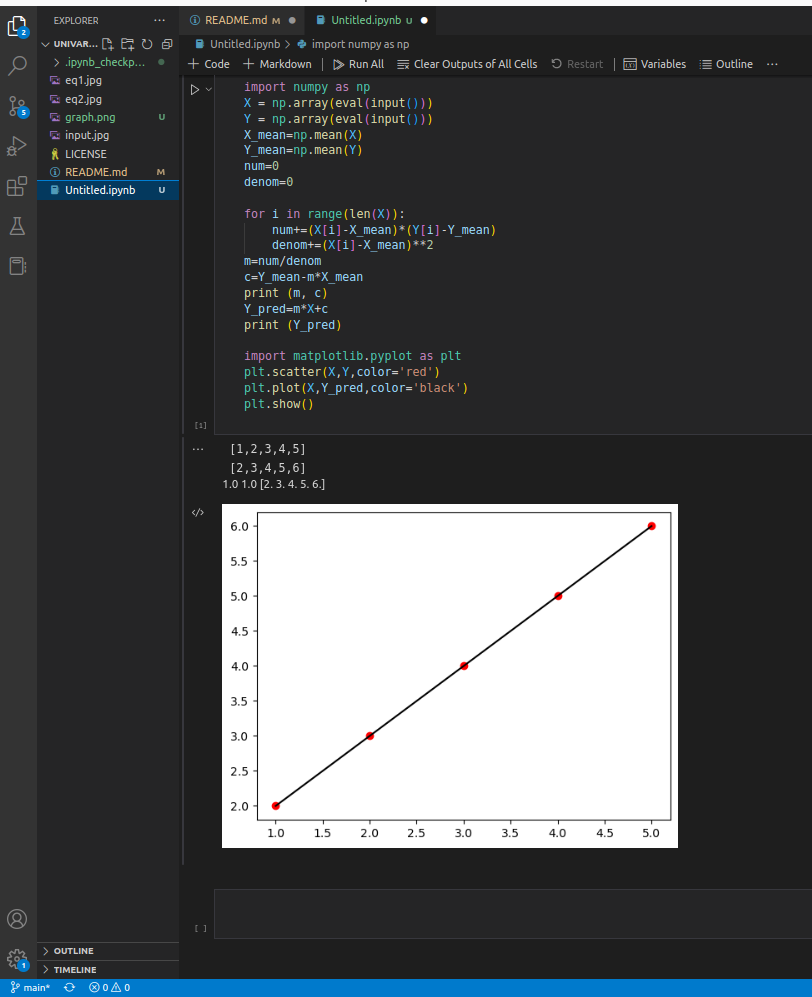 EXPLORER
UNIVAR...
.ipynb_checkp...
eq1.jpg
eq2.jpg
graph.png U
input.jpg
LICENSE
README.md M
Untitled.ipynb U
OUTLINE
TIMELINE
2
5
1
README.md M
Untitled.ipynb U
Untitled.ipynb > import numpy as np
+ Code + Markdown | Run All Clear Outputs of All Cells Restart | Variables Outline ...
import numpy as np
X = np.array(eval(input()))
Y = np.array(eval(input()))
X_mean=np.mean(X)
Y_mean=np.mean(Y)
num=0
denom=0
for i in range(len(X)):
num+=(X[i]-X_mean)*(Y[i]-Y_mean)
denom+=(X[i]-X_mean)**2
m=num/denom
c=Y_mean-m*X_mean
print (m, c)
Y_pred=m*X+c
print (Y_pred)
import matplotlib.pyplot as plt
plt.scatter(X,Y,color='red')
plt.plot(X,Y_pred,color='black')
plt.show()
[1]
... [1,2,3,4,5]
[2,3,4,5,6]
1.0 1.0 [2. 3. 4. 5. 6.]
</>
6.0
5.5
5.0
4.5
4.0
3.5
3.0
2.5
2.0
1.0 1.5 2.0 2.5 3.0 3.5 4.0 4.5 5.0
[ ]
main* 0 0